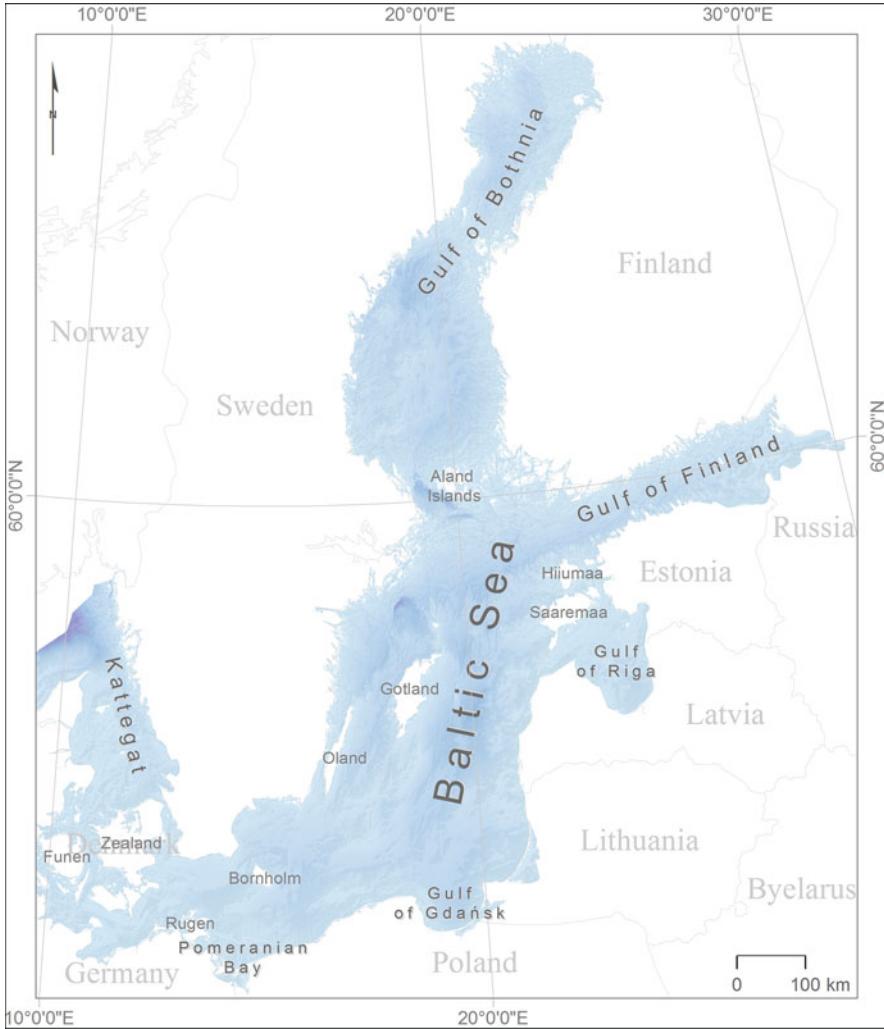 10°0'0"E
20°0'0"E
30°0'0"E
N
Gulf of Bothnia
Finland
Norway
Sweden
60°0'0"N
60°0'0"N
Aland
Islands
Gulf of Finland
Russia
Hiiumaa
Estonia
Saaremaa
Baltic Sea
Gulf
of Riga
Kattegat
Gotland
Latvia
Oland
Zealand
Denmark
Funen
Lithuania
Bornholm
Byelarus
Gulf
of Gdańsk
Rugen
Pomeranian
Bay
Germany
Poland
0 100 km
10°0'0"E
20°0'0"E